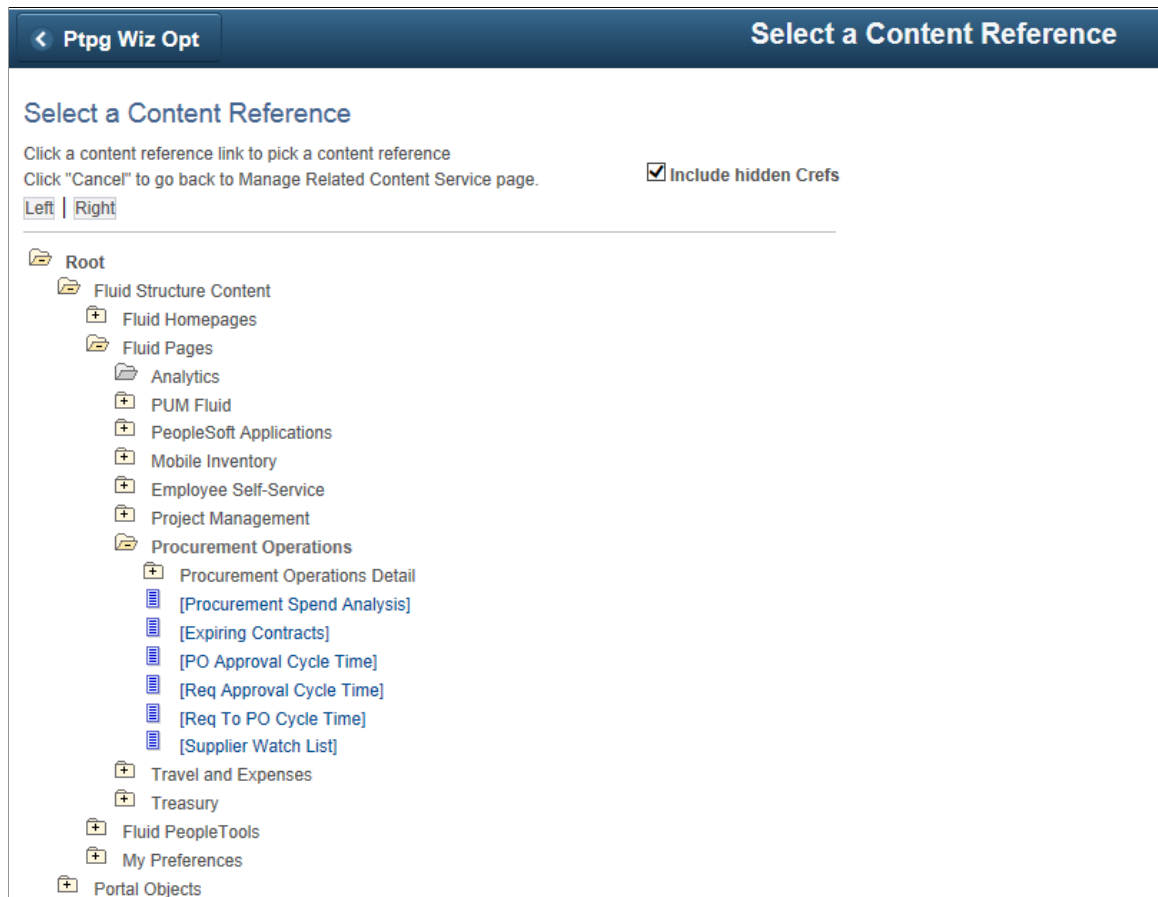 Ptpg Wiz Opt
Select a Content Reference
Select a Content Reference
Click a content reference link to pick a content reference
Click "Cancel" to go back to Manage Related Content Service page.
Include hidden Crefs
Left | Right
Root
Fluid Structure Content
Fluid Homepages
Fluid Pages
Analytics
PUM Fluid
PeopleSoft Applications
Mobile Inventory
Employee Self-Service
Project Management
Procurement Operations
Procurement Operations Detail
[Procurement Spend Analysis]
[Expiring Contracts]
[PO Approval Cycle Time]
[Req Approval Cycle Time]
[Req To PO Cycle Time]
[Supplier Watch List]
Travel and Expenses
Treasury
Fluid PeopleTools
My Preferences
Portal Objects